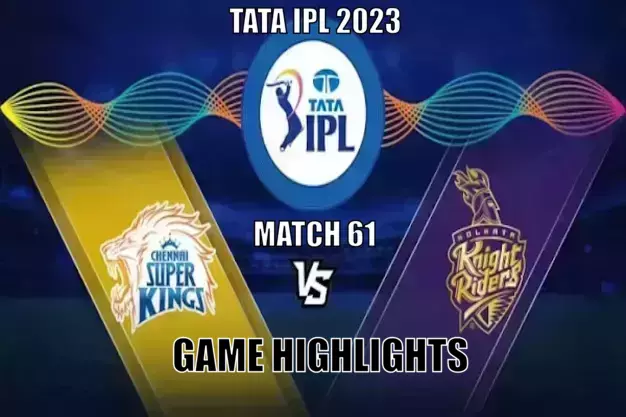 TATA IPL 2023
TATA
IPL
MATCH 61
VS
CHENNAI
SUPER
KINGS
KOLKATA
Knight
Riders
GAME HIGHLIGHTS